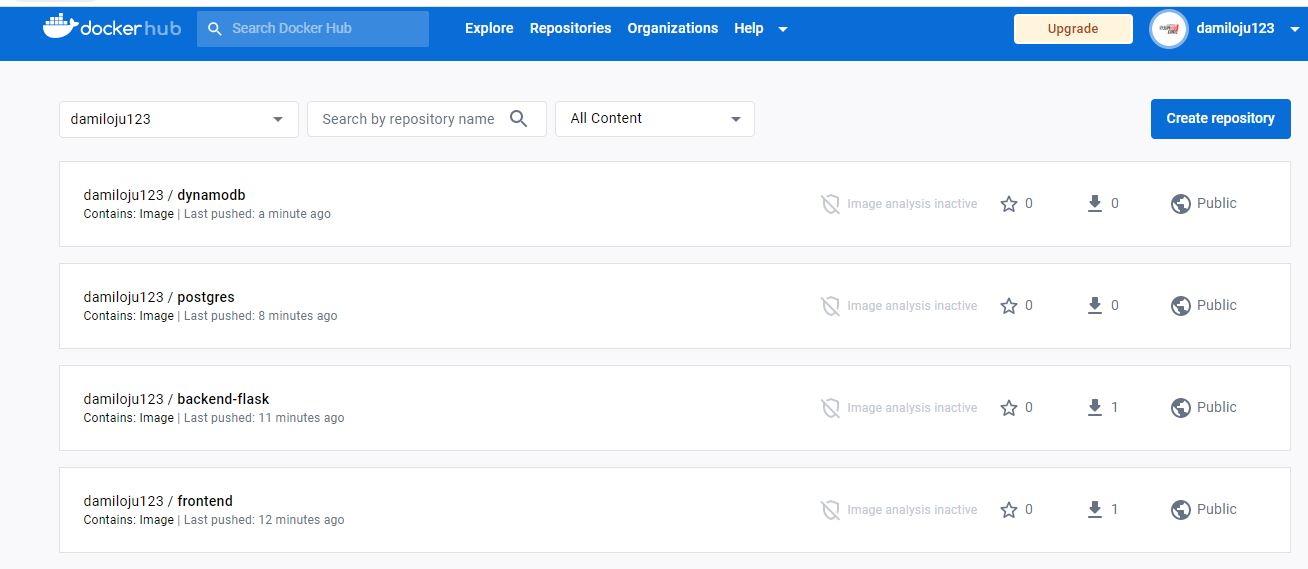 dockerhub Search Docker Hub Explore Repositories Organizations Help Upgrade damiloju123
damiloju123 Search by repository name All Content Create repository
damiloju123 / dynamodb
Contains: Image | Last pushed: a minute ago
Image analysis inactive 0 0 Public
damiloju123 / postgres
Contains: Image | Last pushed: 8 minutes ago
Image analysis inactive 0 0 Public
damiloju123 / backend-flask
Contains: Image | Last pushed: 11 minutes ago
Image analysis inactive 0 1 Public
damiloju123 / frontend
Contains: Image | Last pushed: 12 minutes ago
Image analysis inactive 0 1 Public